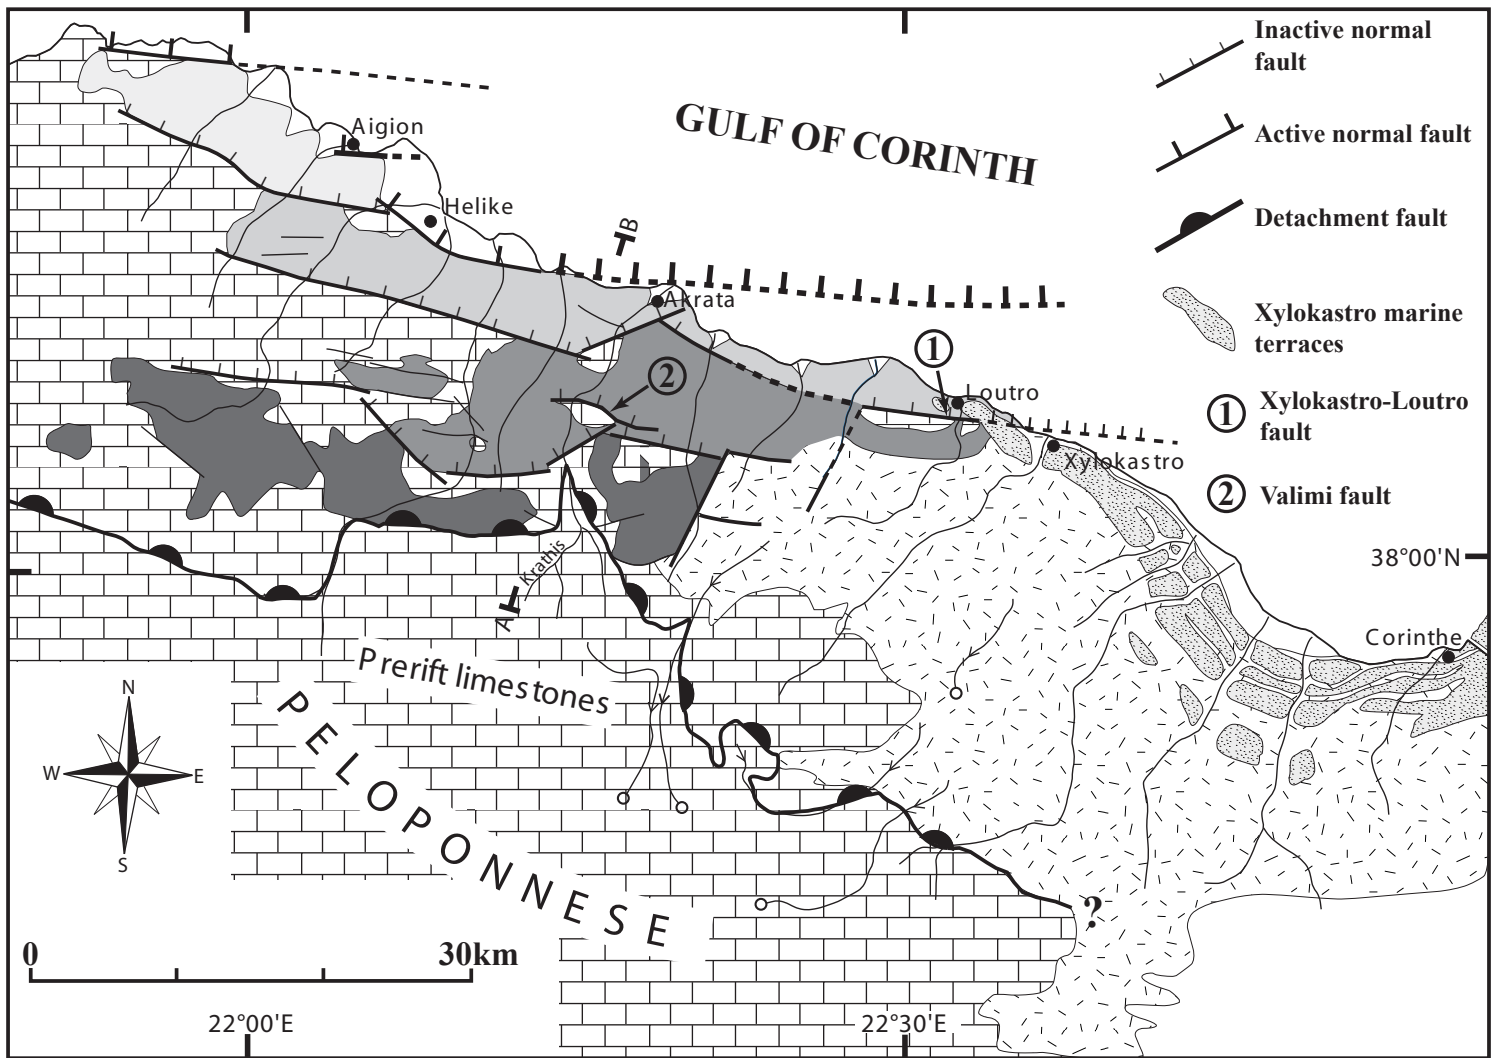 Inactive normal
fault
Active normal fault
Detachment fault
Xylokastro marine
terraces
1
Xylokastro-Loutro
fault
2
Valimi fault
GULF OF CORINTH
Aigion
Helike
B
Akrata
1
Loutro
2
Xylokastro
38°00'N
Krathis
A
Corinthe
Prerift limestones
PELOPONNESE
N
W
E
S
?
0
30km
22°00'E
22°30'E